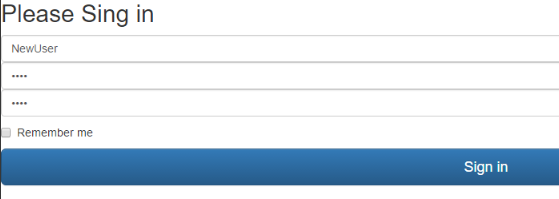 Please Sing in
NewUser
••••
••••
Remember me
Sign in